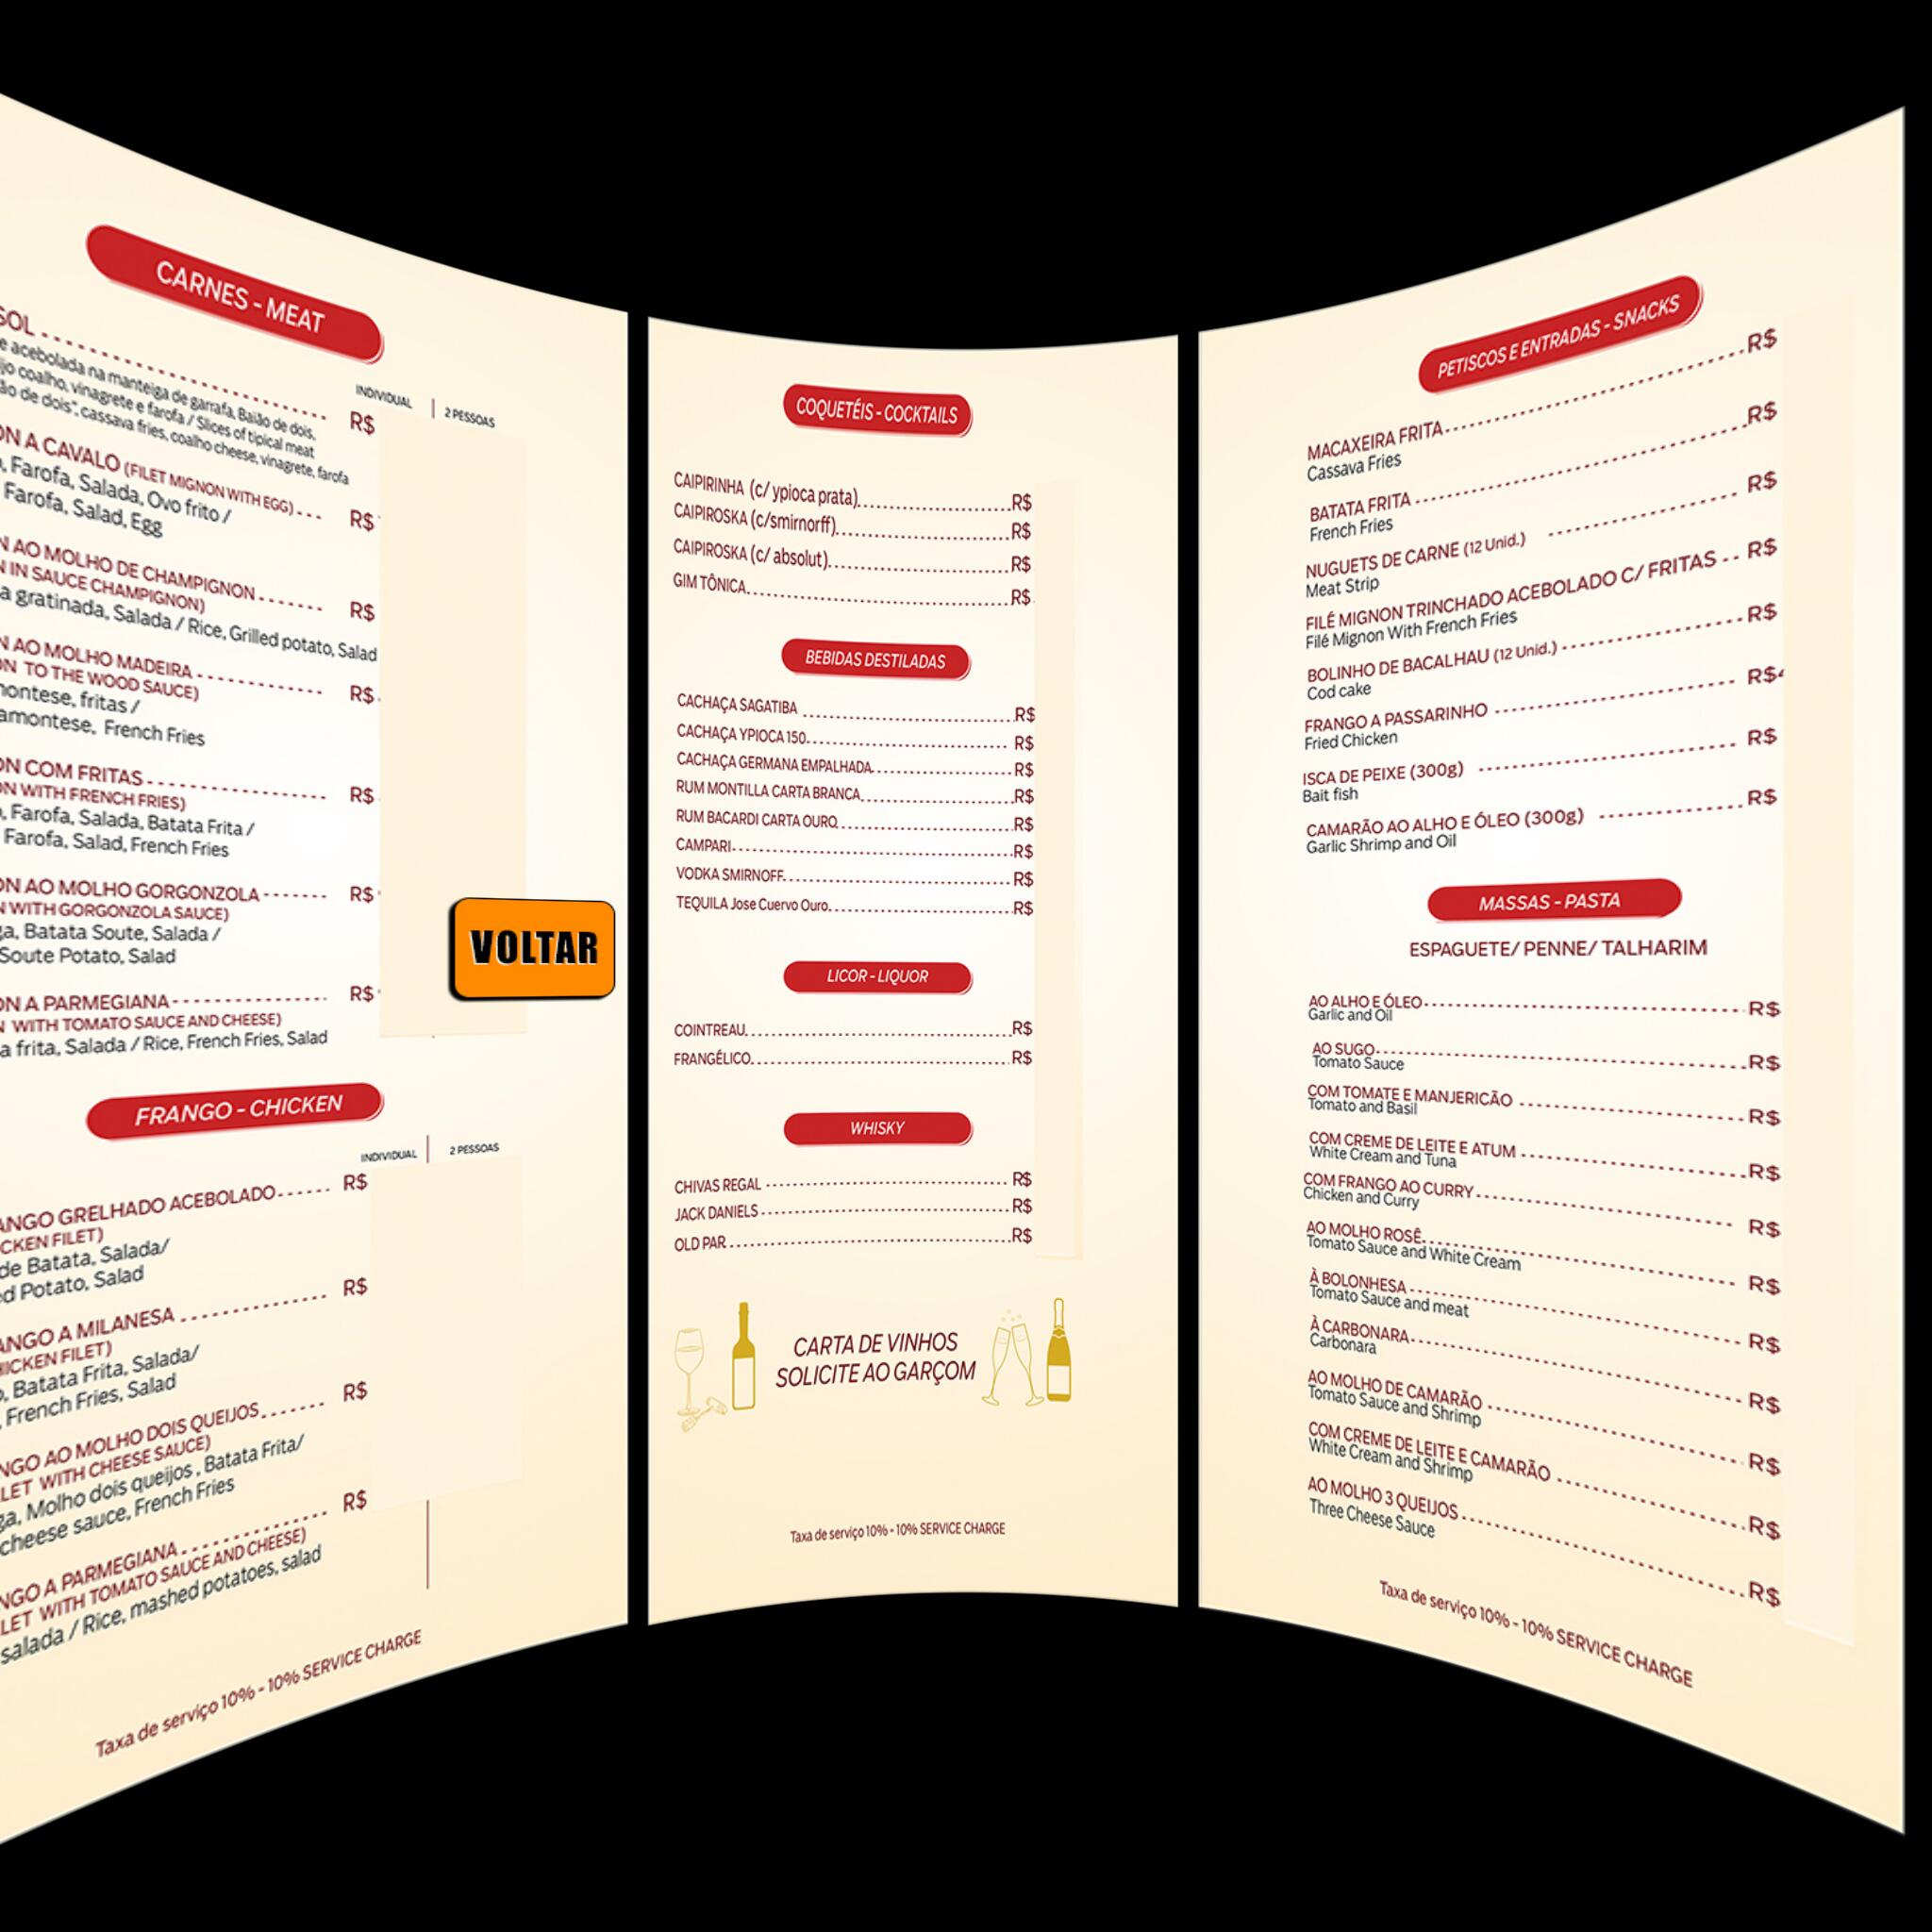 CARNES - MEAT
INDIVIDUAL | 2 PESSOAS
SOL R$
e acebolada na manteiga de garrafa, Baião de dois,
jo coalho, vinagrete e farofa / Slices of tipical meat
ão de dois", cassava fries, coalho cheese, vinagrete, farofa
ON A CAVALO (FILET MIGNON WITH EGG) R$
, Farofa, Salada, Ovo frito /
Farofa, Salad, Egg
N AO MOLHO DE CHAMPIGNON R$
N IN SAUCE CHAMPIGNON)
a gratinada, Salada / Rice, Grilled potato, Salad
N AO MOLHO MADEIRA R$
ON TO THE WOOD SAUCE)
montese, fritas /
amontese, French Fries
ON COM FRITAS R$
ON WITH FRENCH FRIES)
, Farofa, Salada, Batata Frita /
Farofa, Salad, French Fries
ON AO MOLHO GORGONZOLA R$
N WITH GORGONZOLA SAUCE)
ga, Batata Soute, Salada /
Soute Potato, Salad
ON A PARMEGIANA R$
N WITH TOMATO SAUCE AND CHEESE)
a frita, Salada / Rice, French Fries, Salad
VOLTAR
FRANGO - CHICKEN
INDIVIDUAL | 2 PESSOAS
ANGO GRELHADO ACEBOLADO R$
CKEN FILET)
de Batata, Salada/
ed Potato, Salad
ANGO A MILANESA R$
HICKEN FILET)
, Batata Frita, Salada/
, French Fries, Salad
NGO AO MOLHO DOIS QUEIJOS R$
LET WITH CHEESE SAUCE)
ga, Molho dois queijos , Batata Frita/
cheese sauce, French Fries
NGO A PARMEGIANA R$
LET WITH TOMATO SAUCE AND CHEESE)
salada / Rice, mashed potatoes, salad
Taxa de serviço 10% - 10% SERVICE CHARGE
COQUETÉIS - COCKTAILS
CAIPIRINHA (c/ ypioca prata) R$
CAIPIROSKA (c/smirnorff) R$
CAIPIROSKA (c/ absolut) R$
GIM TÔNICA R$
BEBIDAS DESTILADAS
CACHAÇA SAGATIBA R$
CACHAÇA YPIOCA 150 R$
CACHAÇA GERMANA EMPALHADA R$
RUM MONTILLA CARTA BRANCA R$
RUM BACARDI CARTA OURO R$
CAMPARI R$
VODKA SMIRNOFF R$
TEQUILA Jose Cuervo Ouro R$
LICOR - LIQUOR
COINTREAU R$
FRANGÉLICO R$
WHISKY
CHIVAS REGAL R$
JACK DANIELS R$
OLD PAR R$
CARTA DE VINHOS
SOLICITE AO GARÇOM
Taxa de serviço 10% - 10% SERVICE CHARGE
PETISCOS E ENTRADAS - SNACKS
MACAXEIRA FRITA R$
Cassava Fries
BATATA FRITA R$
French Fries
NUGUETS DE CARNE (12 Unid.) R$
Meat Strip
FILÉ MIGNON TRINCHADO ACEBOLADO C/ FRITAS R$
Filé Mignon With French Fries
BOLINHO DE BACALHAU (12 Unid.) R$
Cod cake
FRANGO A PASSARINHO R$
Fried Chicken
ISCA DE PEIXE (300g) R$
Bait fish
CAMARÃO AO ALHO E ÓLEO (300g) R$
Garlic Shrimp and Oil
MASSAS - PASTA
ESPAGUETE/ PENNE/ TALHARIM
AO ALHO E ÓLEO R$
Garlic and Oil
AO SUGO R$
Tomato Sauce
COM TOMATE E MANJERICÃO R$
Tomato and Basil
COM CREME DE LEITE E ATUM R$
White Cream and Tuna
COM FRANGO AO CURRY R$
Chicken and Curry
AO MOLHO ROSÊ R$
Tomato Sauce and White Cream
À BOLONHESA R$
Tomato Sauce and meat
À CARBONARA R$
Carbonara
AO MOLHO DE CAMARÃO R$
Tomato Sauce and Shrimp
COM CREME DE LEITE E CAMARÃO R$
White Cream and Shrimp
AO MOLHO 3 QUEIJOS R$
Three Cheese Sauce
Taxa de serviço 10% - 10% SERVICE CHARGE